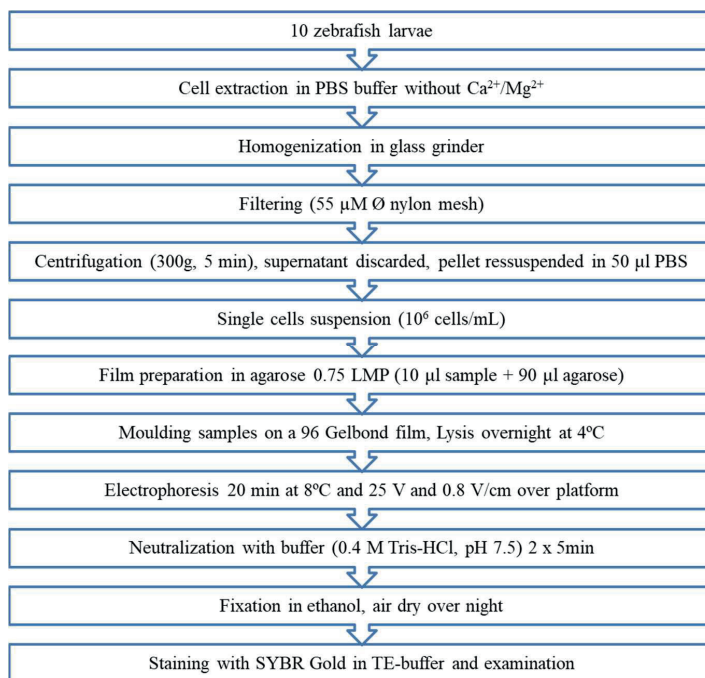 10 zebrafish larvae
Cell extraction in PBS buffer without Ca²⁺/Mg²⁺
Homogenization in glass grinder
Filtering (55 µM Ø nylon mesh)
Centrifugation (300g, 5 min), supernatant discarded, pellet ressuspended in 50 µl PBS
Single cells suspension (10⁶ cells/mL)
Film preparation in agarose 0.75 LMP (10 µl sample + 90 µl agarose)
Moulding samples on a 96 Gelbond film, Lysis overnight at 4ºC
Electrophoresis 20 min at 8ºC and 25 V and 0.8 V/cm over platform
Neutralization with buffer (0.4 M Tris-HCl, pH 7.5) 2 x 5min
Fixation in ethanol, air dry over night
Staining with SYBR Gold in TE-buffer and examination